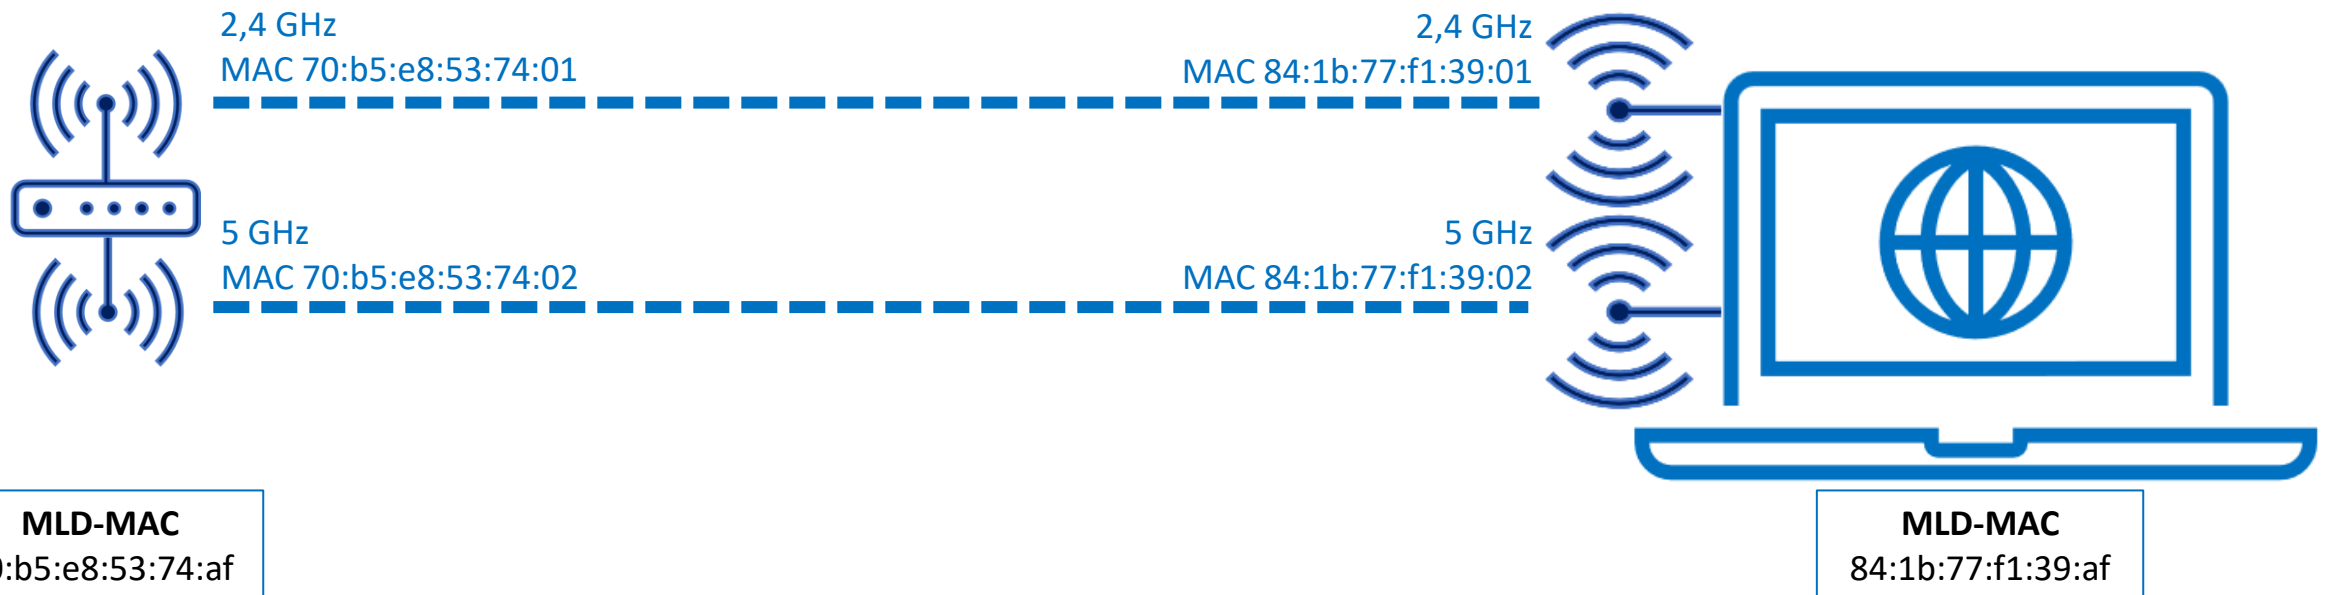 2,4 GHz
MAC 70:b5:e8:53:74:01
2,4 GHz
MAC 84:1b:77:f1:39:01
5 GHz
MAC 70:b5:e8:53:74:02
5 GHz
MAC 84:1b:77:f1:39:02
MLD-MAC
:b5:e8:53:74:af
MLD-MAC
84:1b:77:f1:39:af